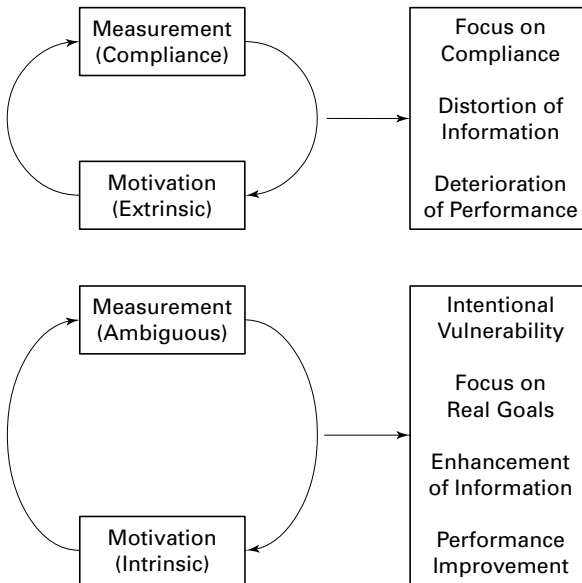 Measurement
(Compliance)
Motivation
(Extrinsic)
Focus on
Compliance
Distortion of
Information
Deterioration
of Performance
Measurement
(Ambiguous)
Motivation
(Intrinsic)
Intentional
Vulnerability
Focus on
Real Goals
Enhancement
of Information
Performance
Improvement